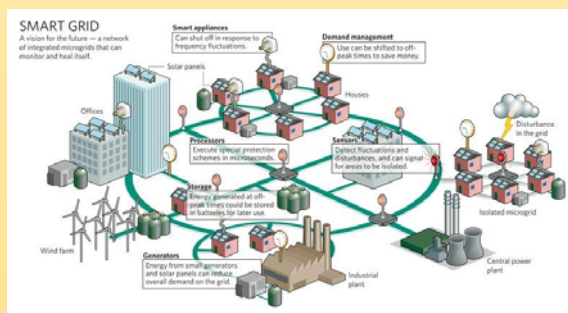 SMART GRID
A vision for the future — a network
of integrated microgrids that can
monitor and heal itself.
Smart appliances
Can shut off in response to
frequency fluctuations.
Demand management
Use can be shifted to off-
peak times to save money.
Solar panels
Houses
Offices
Disturbance
in the grid
Processors
Execute special protection
schemes in microseconds.
Sensors
Detect fluctuations and
disturbances, and can signal
for areas to be isolated.
Storage
Energy generated at off-
peak times could be stored
in batteries for later use.
Isolated microgrid
Wind farm
Generators
Energy from small generators
and solar panels can reduce
overall demand on the grid.
Industrial
plant
Central power
plant